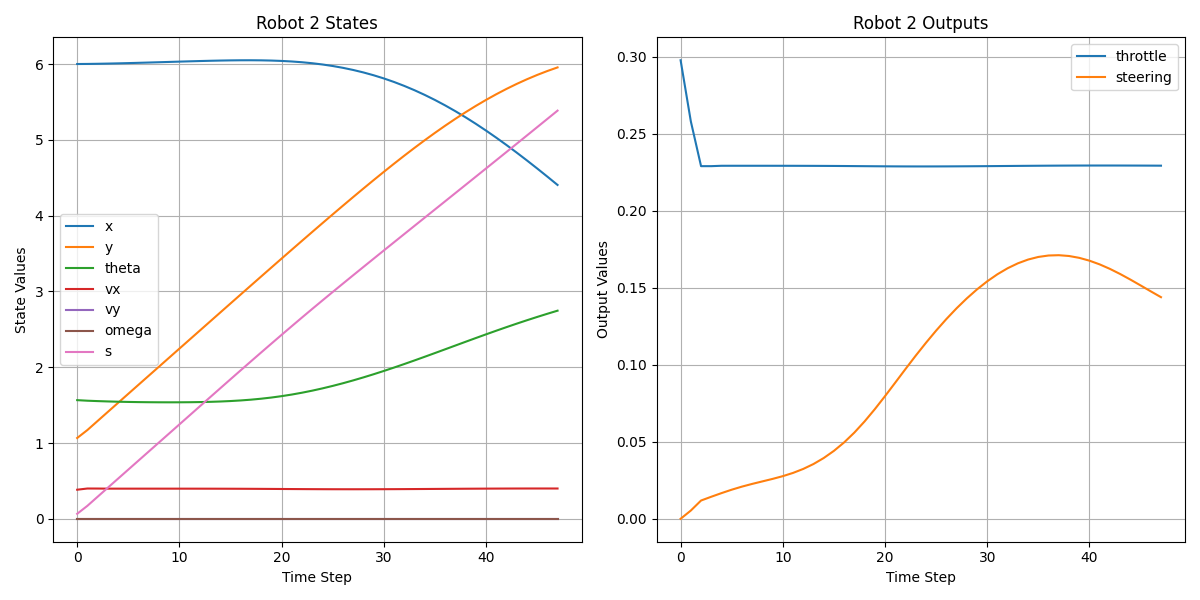 Robot 2 States
State Values
6
5
4
3
2
1
0
x
y
theta
vx
vy
omega
s
0 10 20 30 40
Time Step
Robot 2 Outputs
Output Values
0.30
0.25
0.20
0.15
0.10
0.05
0.00
throttle
steering
0 10 20 30 40
Time Step